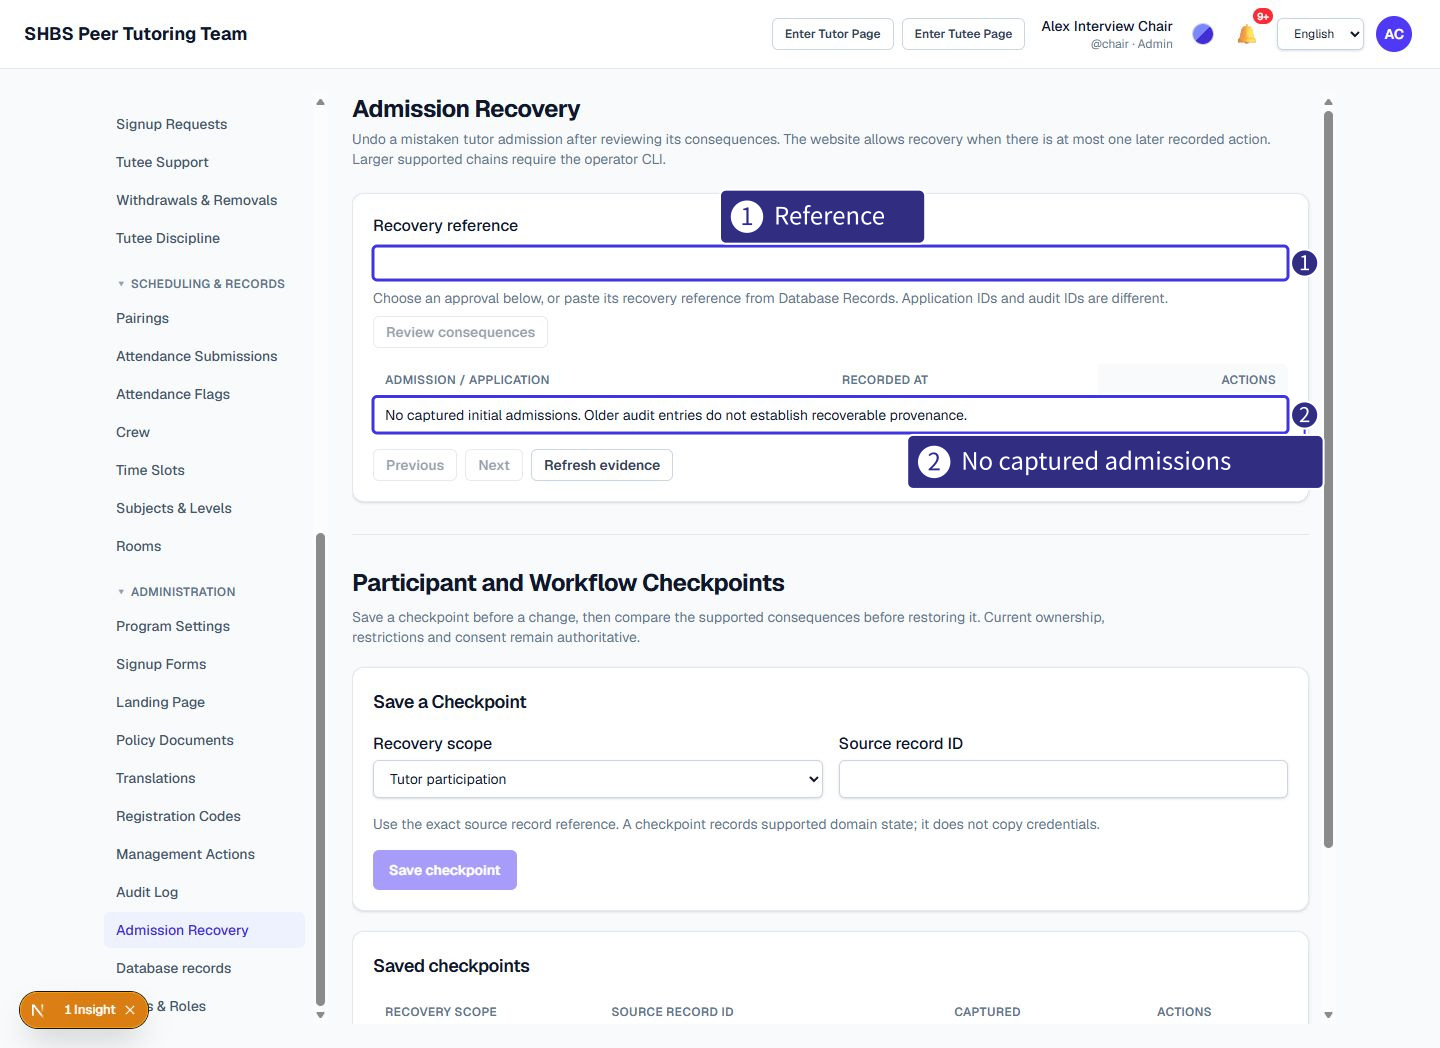 SHBS Peer Tutoring Team
Enter Tutor Page
Enter Tutee Page
Alex Interview Chair
@chair · Admin
9+
English
AC
Signup Requests
Tutee Support
Withdrawals & Removals
Tutee Discipline
SCHEDULING & RECORDS
Pairings
Attendance Submissions
Attendance Flags
Crew
Time Slots
Subjects & Levels
Rooms
ADMINISTRATION
Program Settings
Signup Forms
Landing Page
Policy Documents
Translations
Registration Codes
Management Actions
Audit Log
Admission Recovery
Database records
& Roles
1 Insight
Admission Recovery
Undo a mistaken tutor admission after reviewing its consequences. The website allows recovery when there is at most one later recorded action.
Larger supported chains require the operator CLI.
1 Reference
Recovery reference
1
Choose an approval below, or paste its recovery reference from Database Records. Application IDs and audit IDs are different.
Review consequences
ADMISSION / APPLICATION
RECORDED AT
ACTIONS
No captured initial admissions. Older audit entries do not establish recoverable provenance.
2
2 No captured admissions
Previous
Next
Refresh evidence
Participant and Workflow Checkpoints
Save a checkpoint before a change, then compare the supported consequences before restoring it. Current ownership,
restrictions and consent remain authoritative.
Save a Checkpoint
Recovery scope
Source record ID
Tutor participation
Use the exact source record reference. A checkpoint records supported domain state; it does not copy credentials.
Save checkpoint
Saved checkpoints
RECOVERY SCOPE
SOURCE RECORD ID
CAPTURED
ACTIONS